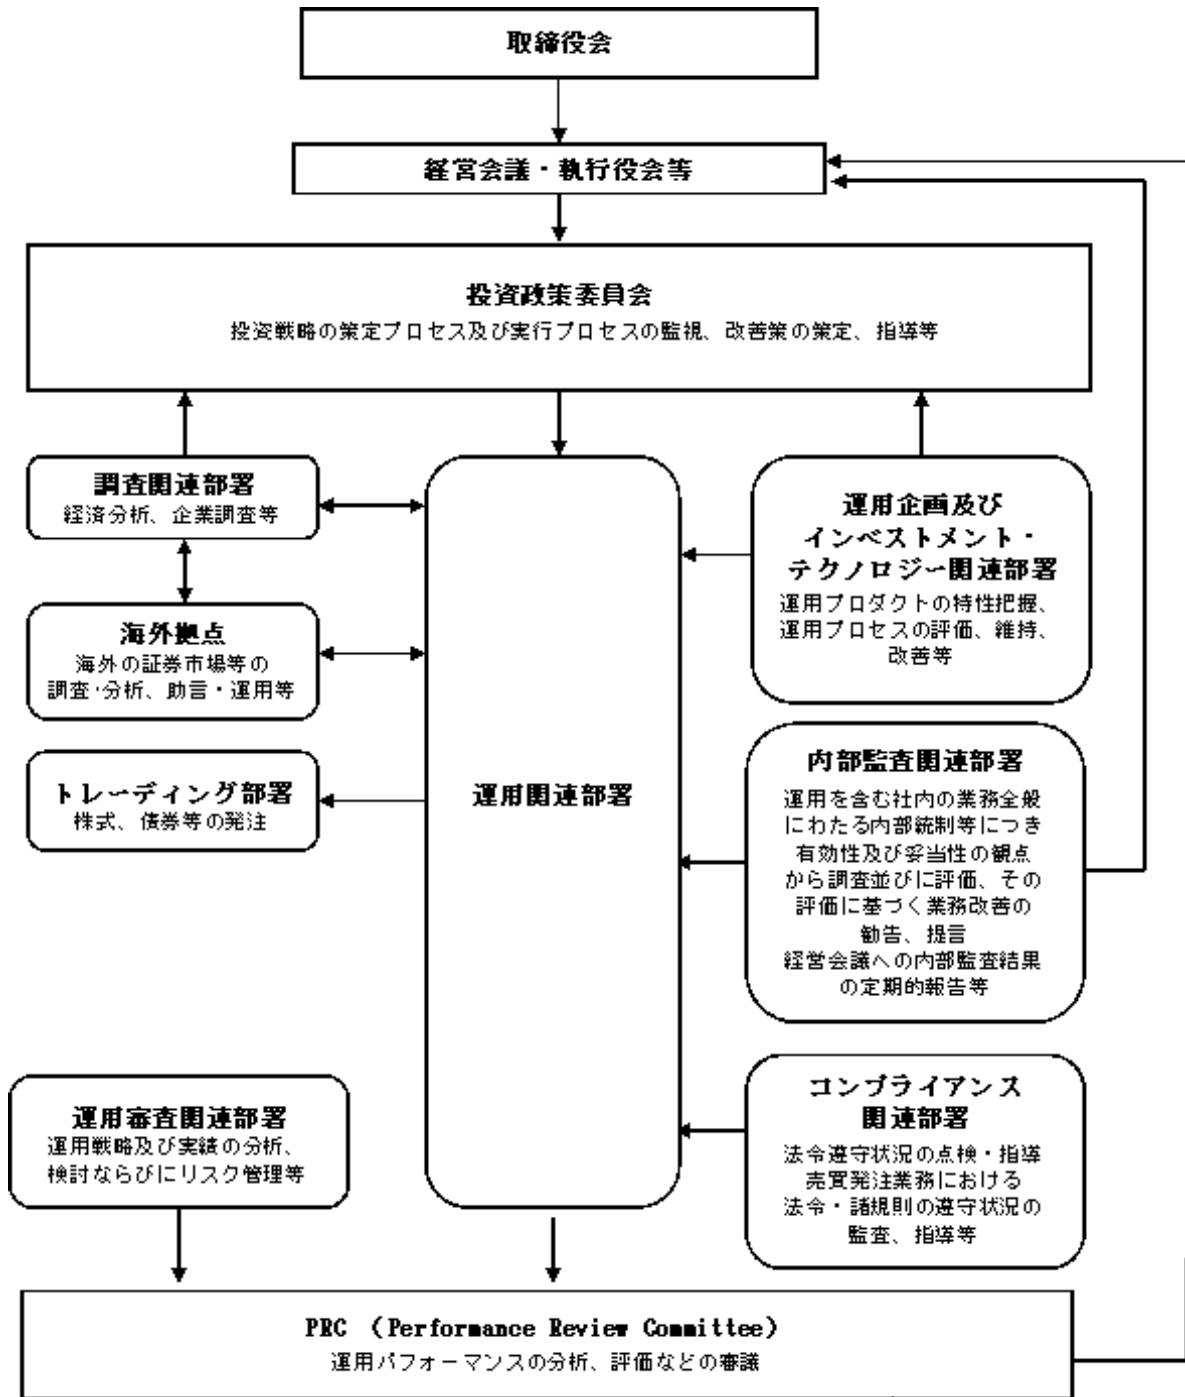 取締役会
経営会議・執行役会等
投資政策委員会
投資戦略の策定プロセス及び実行プロセスの監視、改善策の策定、指導等
調査関連部署
経済分析、企業調査等
海外拠点
海外の証券市場等の
調査・分析、助言・運用等
トレーディング部署
株式、債券等の発注
運用関連部署
運用企画及び
インベストメント・
テクノロジー関連部署
運用プロダクトの特性把握、
運用プロセスの評価、維持、
改善等
内部監査関連部署
運用を含む社内の業務全般
にわたる内部統制等につき
有効性及び妥当性の観点
から調査並びに評価、その
評価に基づく業務改善の
勧告、提言
経営会議への内部監査結果
の定期的報告等
運用審査関連部署
運用戦略及び実績の分析、
検討ならびにリスク管理等
コンプライアンス
関連部署
法令遵守状況の点検・指導
売買発注業務における
法令・諸規則の遵守状況の
監査、指導等
PRC （Performance Review Committee）
運用パフォーマンスの分析、評価などの審議